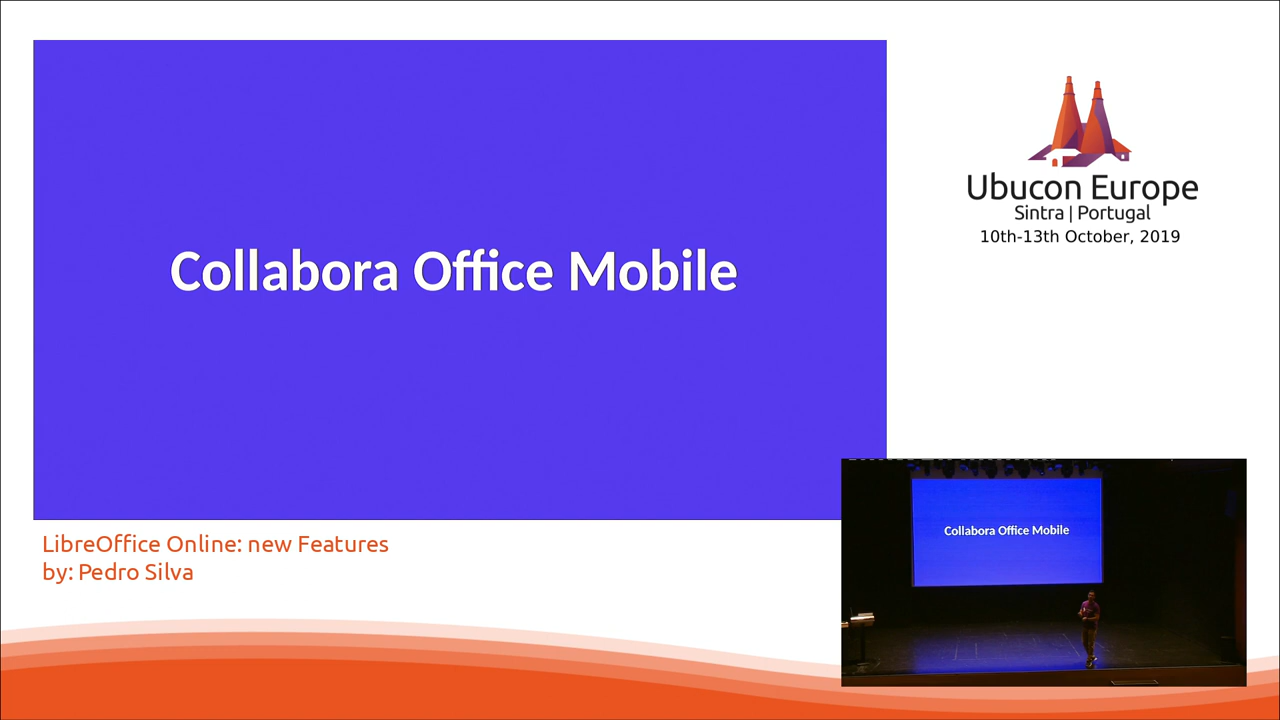 Collabora Office Mobile
Ubucon Europe
Sintra | Portugal
10th-13th October, 2019
LibreOffice Online: new Features
by: Pedro Silva
Collabora Office Mobile